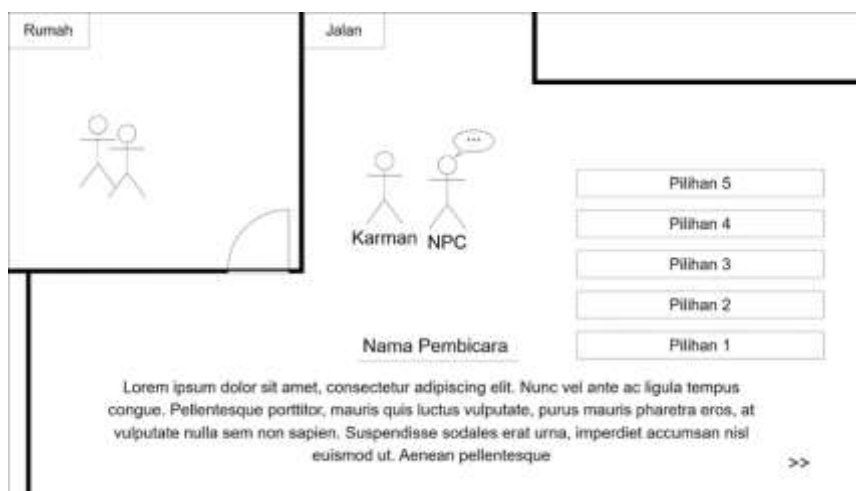 Rumah
Jalan
...
Karman
NPC
Pilihan 5
Pilihan 4
Pilihan 3
Pilihan 2
Pilihan 1
Nama Pembicara
Lorem ipsum dolor sit amet, consectetur adipiscing elit. Nunc vel ante ac ligula tempus
congue. Pellentesque porttitor, mauris quis luctus vulputate, purus mauris pharetra eros, at
vulputate nulla sem non sapien. Suspendisse sodales erat urna, imperdiet accumsan nisl
euismod ut. Aenean pellentesque
>>